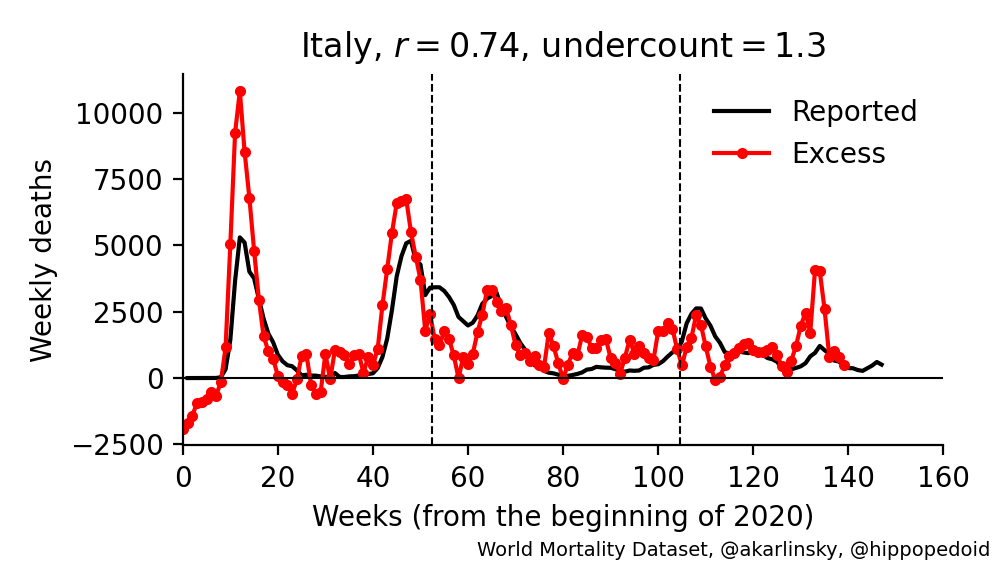 Italy, r = 0.74, undercount = 1.3
10000
7500
5000
2500
0
−2500
Weekly deaths
Reported
Excess
0 20 40 60 80 100 120 140 160
Weeks (from the beginning of 2020)
World Mortality Dataset, @akarlinsky, @hippopedoid